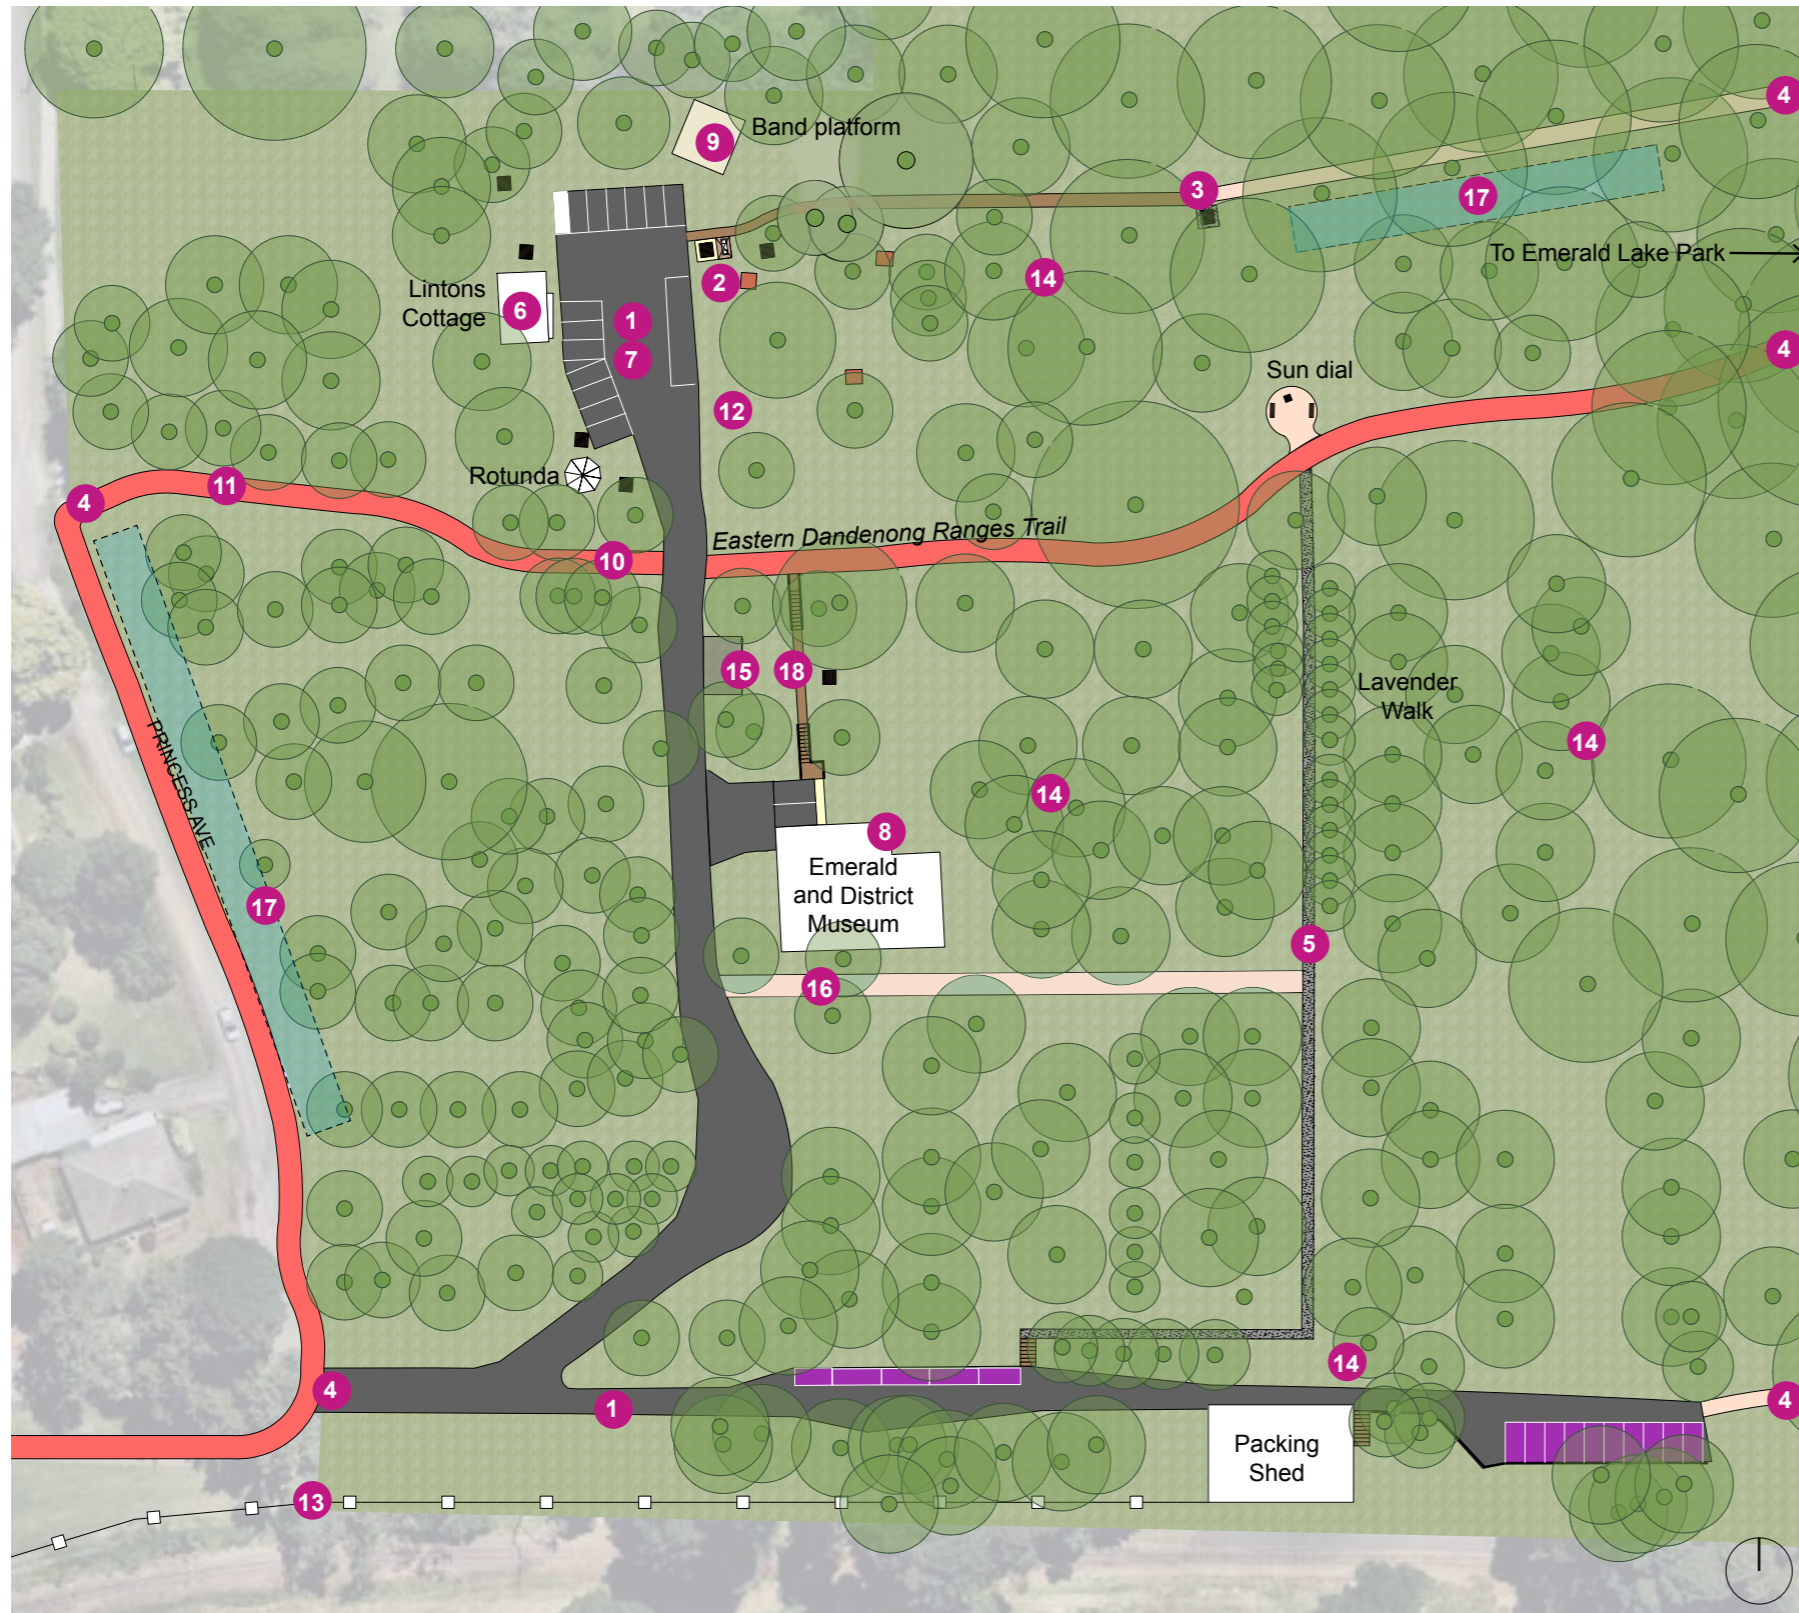 4
9
Band platform
3
17
To Emerald Lake Park
2
14
Lintons
Cottage
6
1
7
4
Sun dial
12
Rotunda
11
4
Eastern Dandenong Ranges Trail
10
15
18
Lavender
Walk
PRINCESS AVE
14
14
8
Emerald
and District
Museum
17
5
16
14
4
1
4
Packing
Shed
13